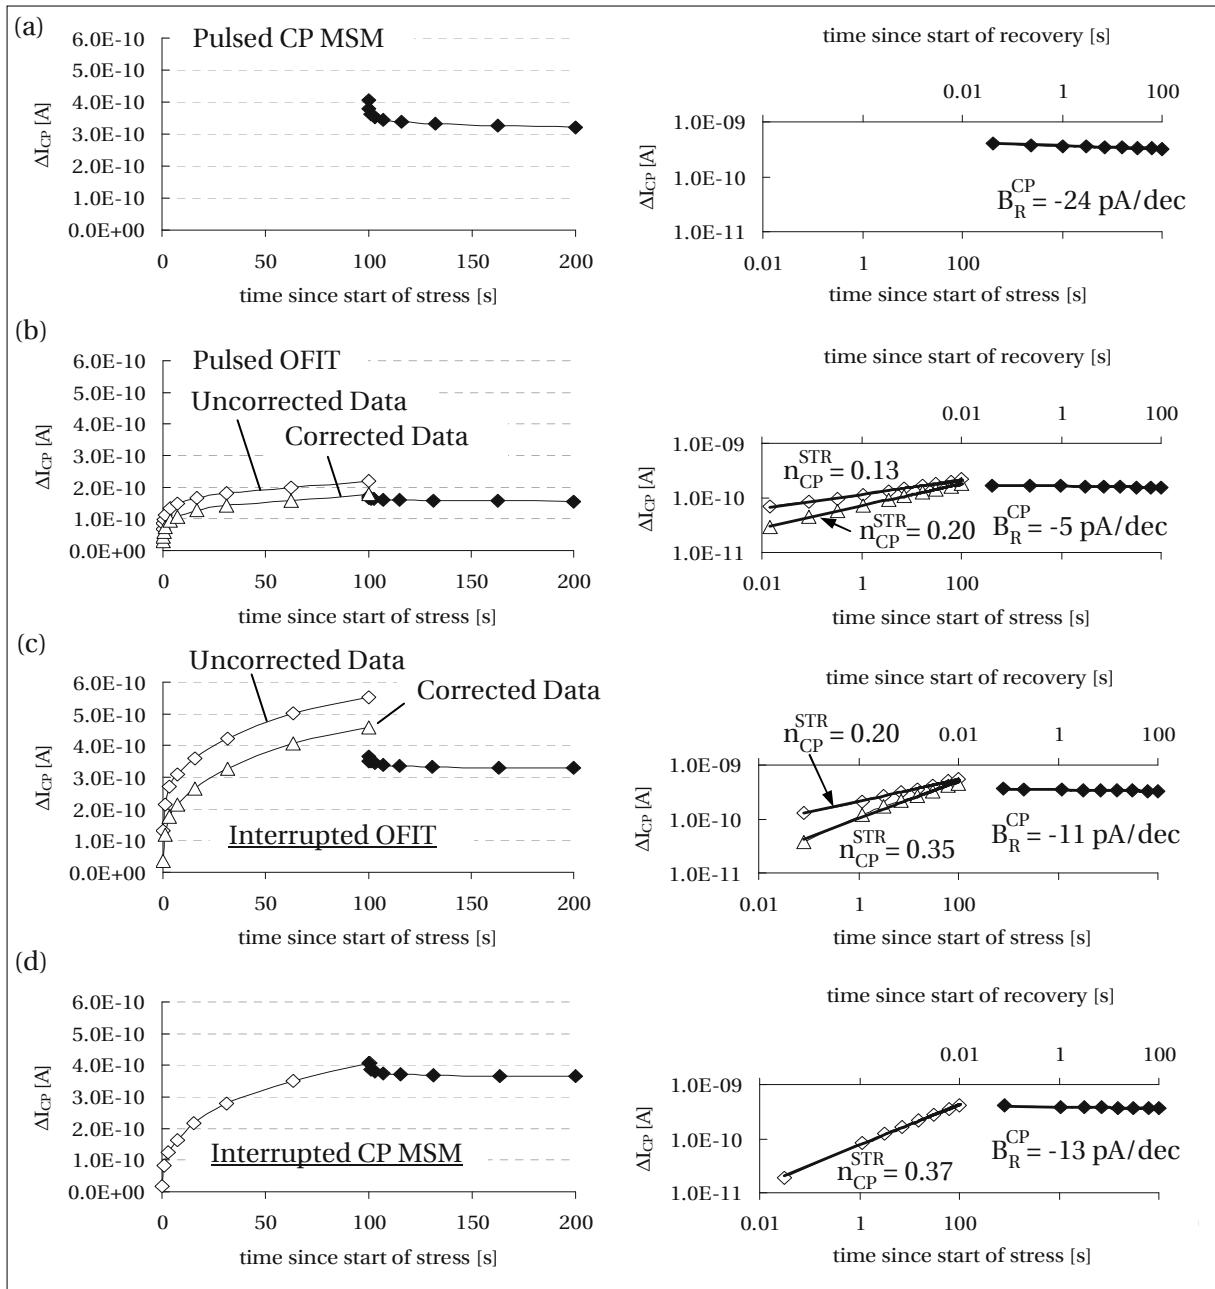 (a)
Pulsed CP MSM
6.0E-10
5.0E-10
4.0E-10
3.0E-10
2.0E-10
1.0E-10
0.0E+00
ΔI_CP [A]
0 50 100 150 200
time since start of stress [s]
time since start of recovery [s]
0.01 1 100
1.0E-09
1.0E-10
1.0E-11
ΔI_CP [A]
B_R^CP = -24 pA/dec
0.01 1 100
time since start of stress [s]
(b)
Pulsed OFIT
Uncorrected Data
Corrected Data
6.0E-10
5.0E-10
4.0E-10
3.0E-10
2.0E-10
1.0E-10
0.0E+00
ΔI_CP [A]
0 50 100 150 200
time since start of stress [s]
time since start of recovery [s]
0.01 1 100
1.0E-09
1.0E-10
1.0E-11
ΔI_CP [A]
n_CP^STR = 0.13
n_CP^STR = 0.20
B_R^CP = -5 pA/dec
0.01 1 100
time since start of stress [s]
(c)
Uncorrected Data
Corrected Data
6.0E-10
5.0E-10
4.0E-10
3.0E-10
2.0E-10
1.0E-10
0.0E+00
ΔI_CP [A]
Interrupted OFIT
0 50 100 150 200
time since start of stress [s]
time since start of recovery [s]
0.01 1 100
1.0E-09
1.0E-10
1.0E-11
ΔI_CP [A]
n_CP^STR = 0.20
n_CP^STR = 0.35
B_R^CP = -11 pA/dec
0.01 1 100
time since start of stress [s]
(d)
6.0E-10
5.0E-10
4.0E-10
3.0E-10
2.0E-10
1.0E-10
0.0E+00
ΔI_CP [A]
Interrupted CP MSM
0 50 100 150 200
time since start of stress [s]
time since start of recovery [s]
0.01 1 100
1.0E-09
1.0E-10
1.0E-11
ΔI_CP [A]
n_CP^STR = 0.37
B_R^CP = -13 pA/dec
0.01 1 100
time since start of stress [s]